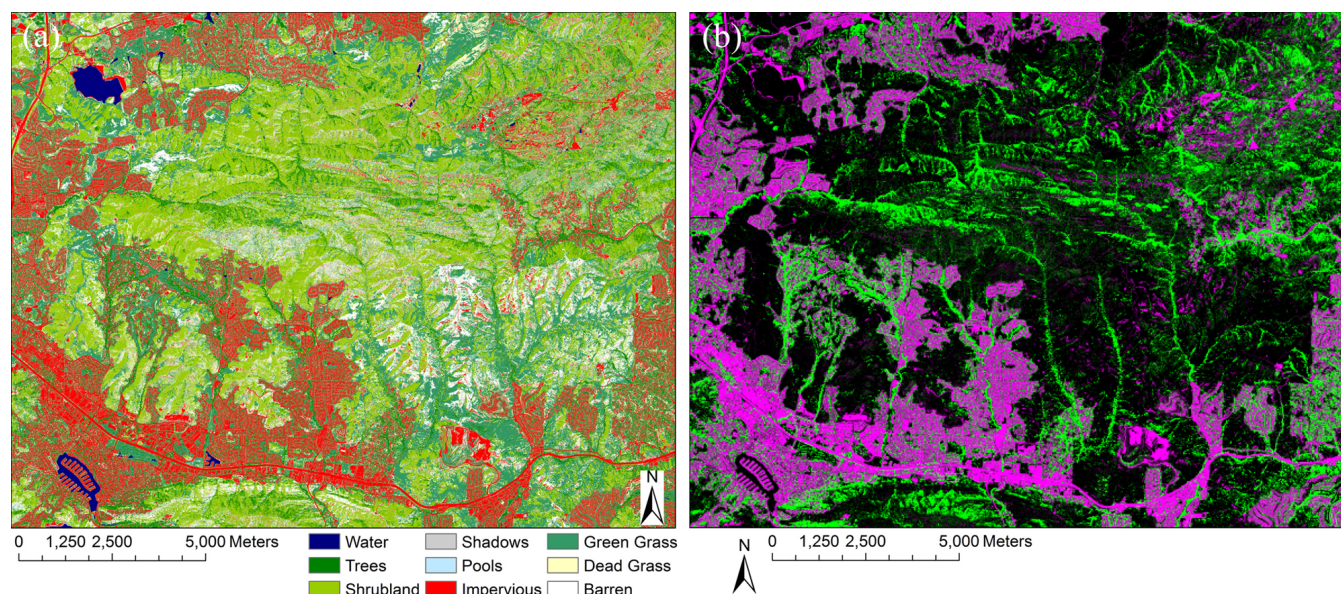 (a)
(b)
N
0 1,250 2,500 5,000 Meters
Water
Shadows
Green Grass
Trees
Pools
Dead Grass
Shrubland
Impervious
Barren
N
0 1,250 2,500 5,000 Meters